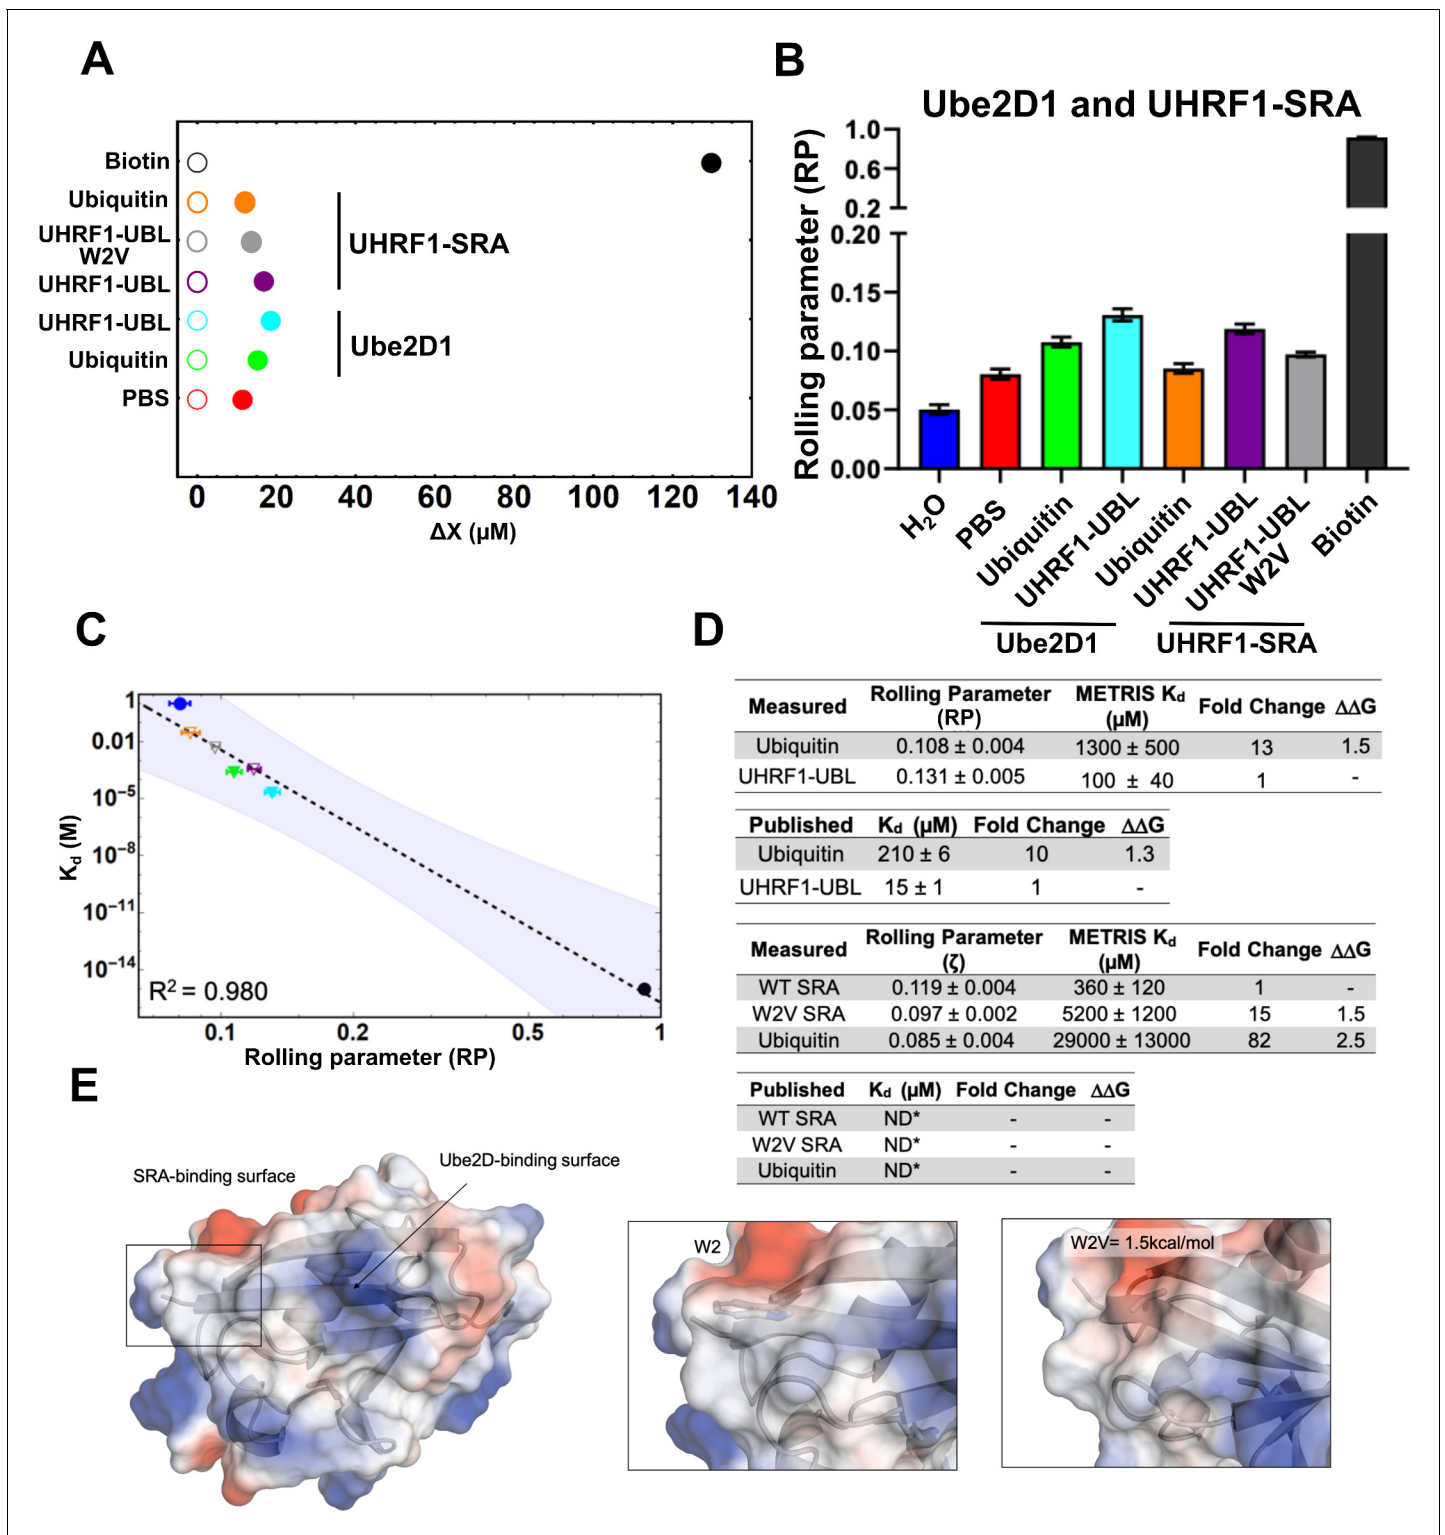 A
Biotin
Ubiquitin
UHRF1-UBL
W2V
UHRF1-UBL
UHRF1-UBL
Ubiquitin
PBS
UHRF1-SRA
Ube2D1
0 20 40 60 80 100 120 140
ΔX (μM)
B
Ube2D1 and UHRF1-SRA
Rolling parameter (RP)
1.0
0.6
0.2
0.20
0.15
0.10
0.05
0.00
H₂O
PBS
Ubiquitin
UHRF1-UBL
Ubiquitin
UHRF1-UBL
UHRF1-UBL
W2V
Biotin
Ube2D1
UHRF1-SRA
C
K_d (M)
1
0.01
10⁻⁵
10⁻⁸
10⁻¹¹
10⁻¹⁴
R² = 0.980
0.1 0.2 0.5 1
Rolling parameter (RP)
D
Measured Rolling Parameter (RP) METRIS K_d (μM) Fold Change ΔΔG
Ubiquitin 0.108 ± 0.004 1300 ± 500 13 1.5
UHRF1-UBL 0.131 ± 0.005 100 ± 40 1 -
Published K_d (μM) Fold Change ΔΔG
Ubiquitin 210 ± 6 10 1.3
UHRF1-UBL 15 ± 1 1 -
Measured Rolling Parameter (ζ) METRIS K_d (μM) Fold Change ΔΔG
WT SRA 0.119 ± 0.004 360 ± 120 1 -
W2V SRA 0.097 ± 0.002 5200 ± 1200 15 1.5
Ubiquitin 0.085 ± 0.004 29000 ± 13000 82 2.5
Published K_d (μM) Fold Change ΔΔG
WT SRA ND* - -
W2V SRA ND* - -
Ubiquitin ND* - -
E
SRA-binding surface
Ube2D-binding surface
W2
W2V= 1.5kcal/mol